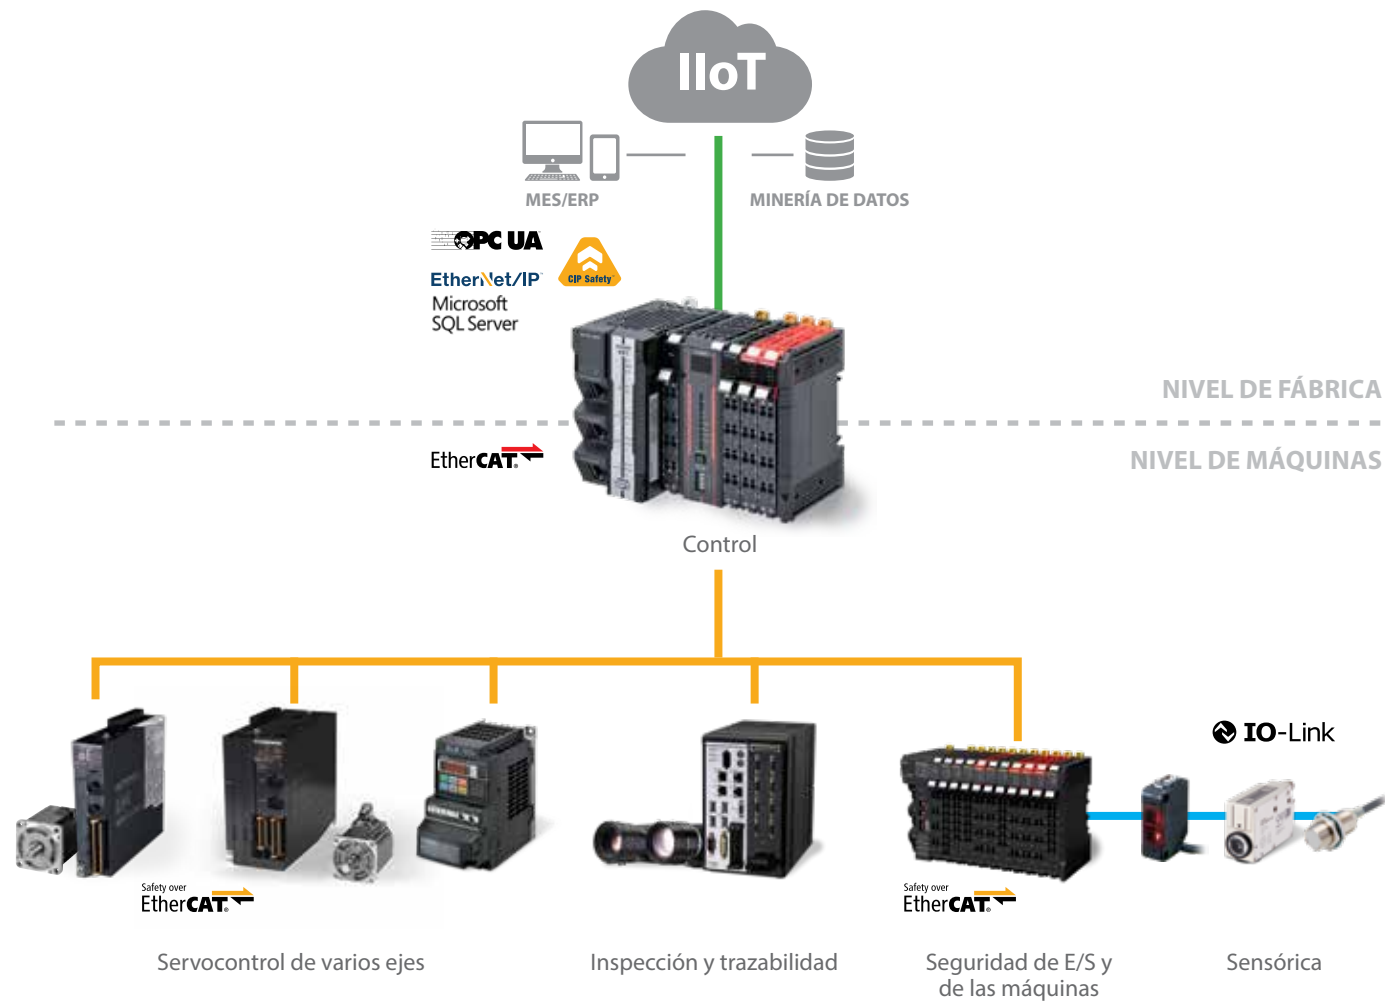 IIoT
MES/ERP
MINERÍA DE DATOS
OPC UA
EtherNet/IP™
CIP Safety™
Microsoft
SQL Server
NIVEL DE FÁBRICA
EtherCAT®
NIVEL DE MÁQUINAS
Control
IO-Link
Safety over
EtherCAT®
Safety over
EtherCAT®
Servocontrol de varios ejes
Inspección y trazabilidad
Seguridad de E/S y
de las máquinas
Sensórica